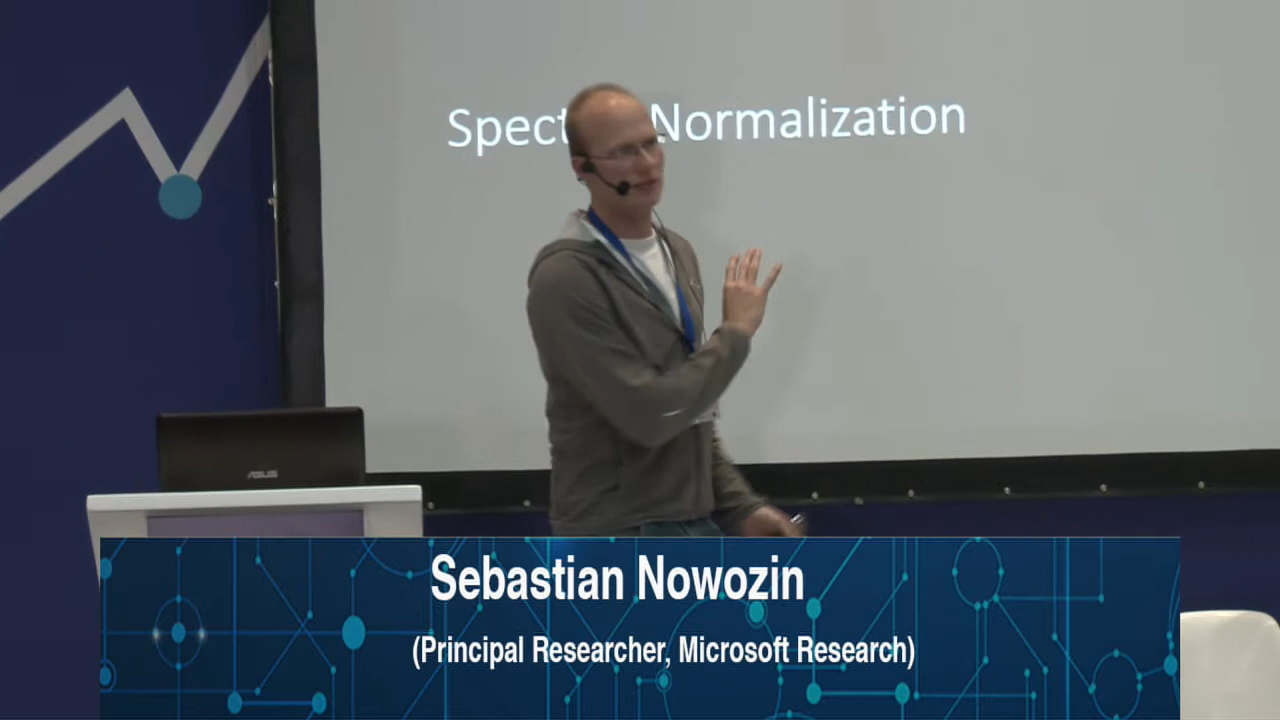 Spect Normalization
ASUS
Sebastian Nowozin
(Principal Researcher, Microsoft Research)